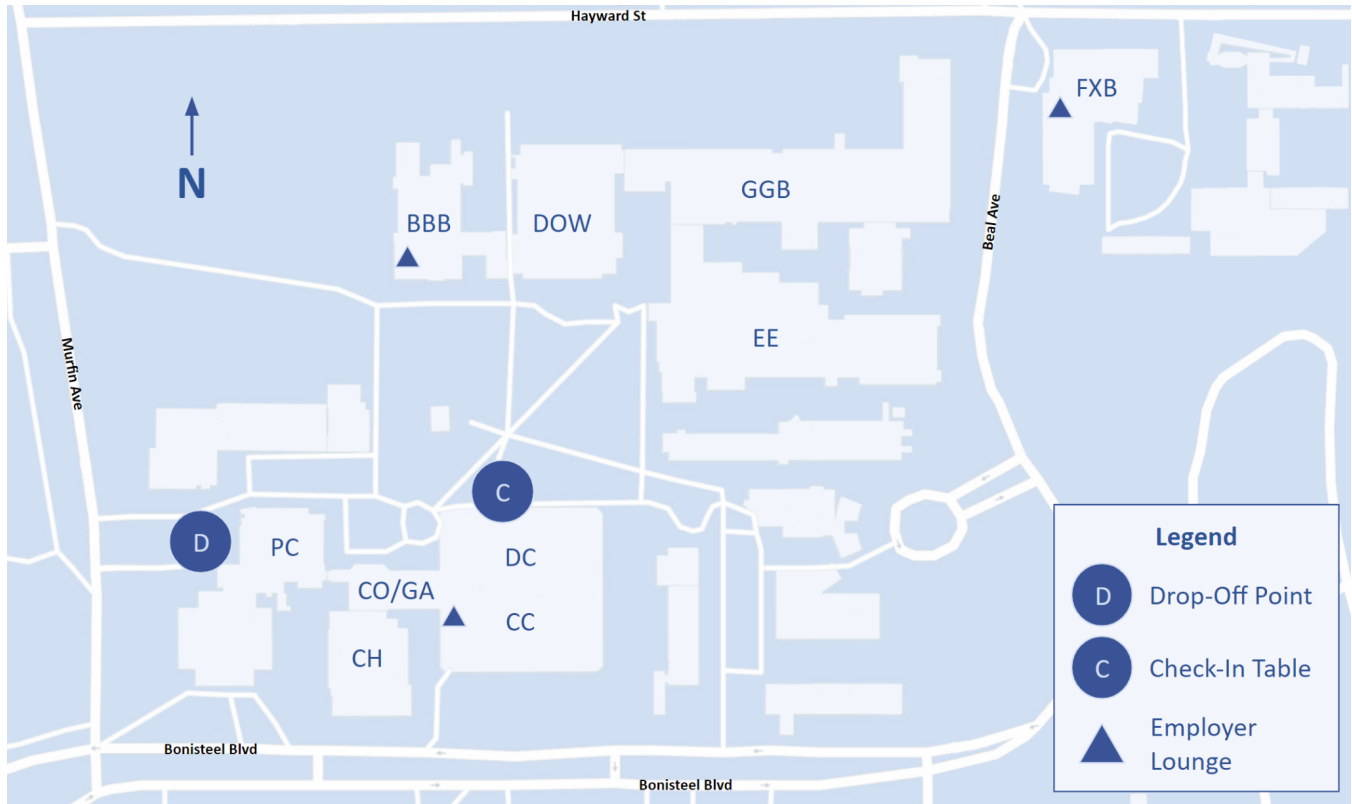 Hayward St
FXB
N
BBB
DOW
GGB
Beal Ave
EE
Murfin Ave
C
D
PC
DC
CO/GA
CC
CH
Bonisteel Blvd
Bonisteel Blvd
Legend
D Drop-Off Point
C Check-In Table
Employer
Lounge